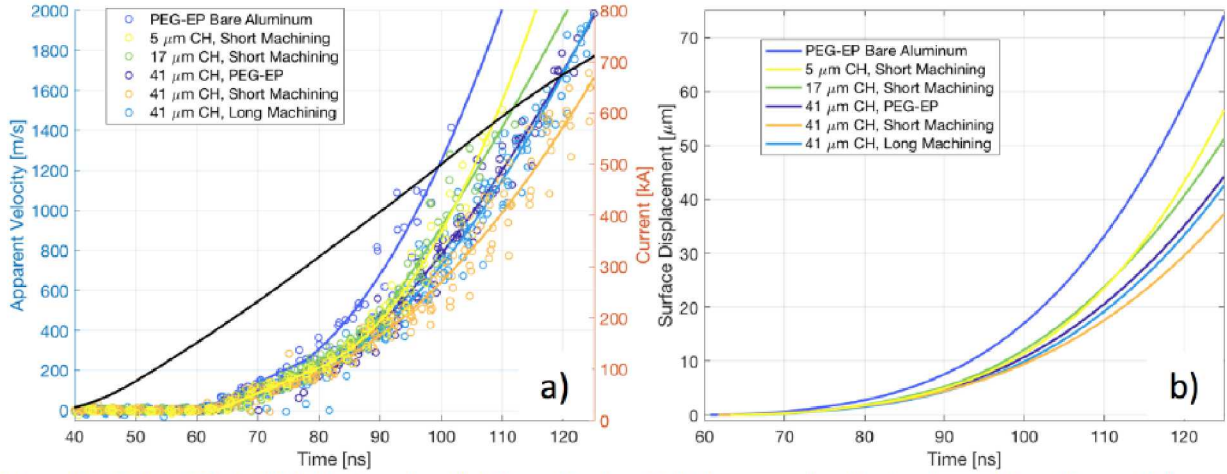 2000
1800
1600
1400
1200
1000
800
600
400
200
0
Apparent Velocity [m/s]
PEG-EP Bare Aluminum
5 μm CH, Short Machining
17 μm CH, Short Machining
41 μm CH, PEG-EP
41 μm CH, Short Machining
41 μm CH, Long Machining
a)
40 50 60 70 80 90 100 110 120
Time [ns]
800
700
600
500
400
300
200
100
0
Current [kA]
70
60
50
40
30
20
10
0
Surface Displacement [μm]
PEG-EP Bare Aluminum
5 μm CH, Short Machining
17 μm CH, Short Machining
41 μm CH, PEG-EP
41 μm CH, Short Machining
41 μm CH, Long Machining
b)
60 70 80 90 100 110 120
Time [ns]